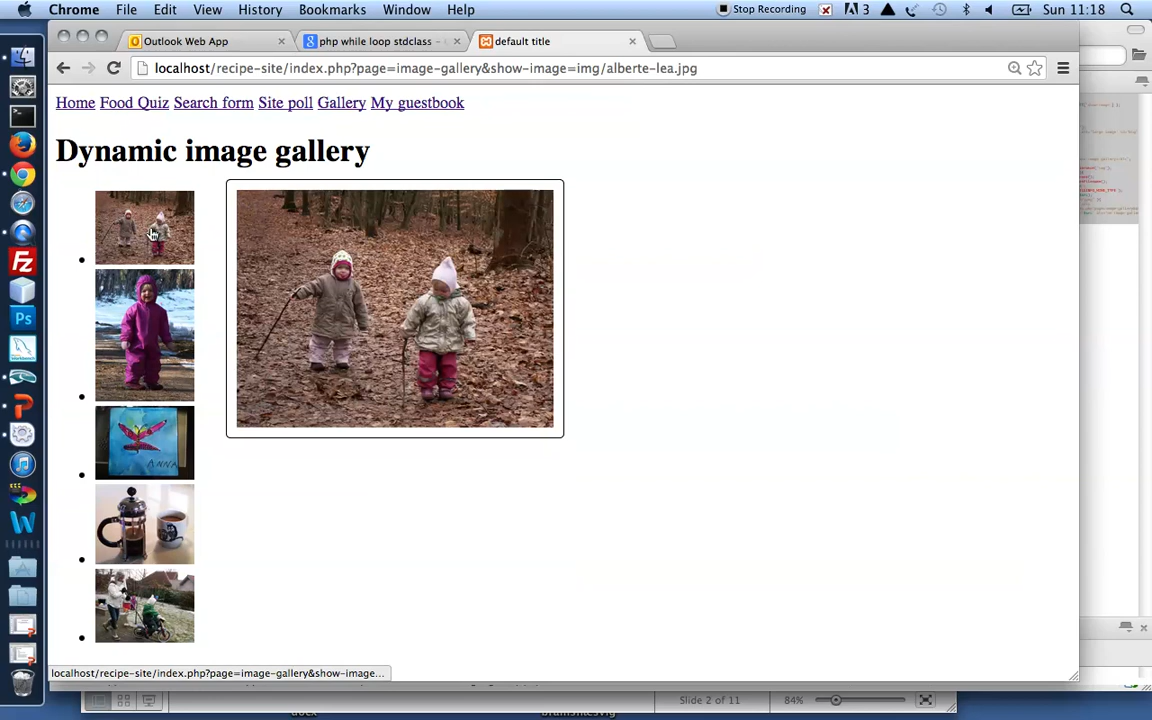 Chrome File Edit View History Bookmarks Window Help Stop Recording 3 Sun 11:18
Outlook Web App php while loop stdclass – default title
localhost/recipe-site/index.php?page=image-gallery&show-image=img/alberte-lea.jpg
Home Food Quiz Search form Site poll Gallery My guestbook
Dynamic image gallery
ANNA
localhost/recipe-site/index.php?page=image-gallery&show-image...
Slide 2 of 11 84%